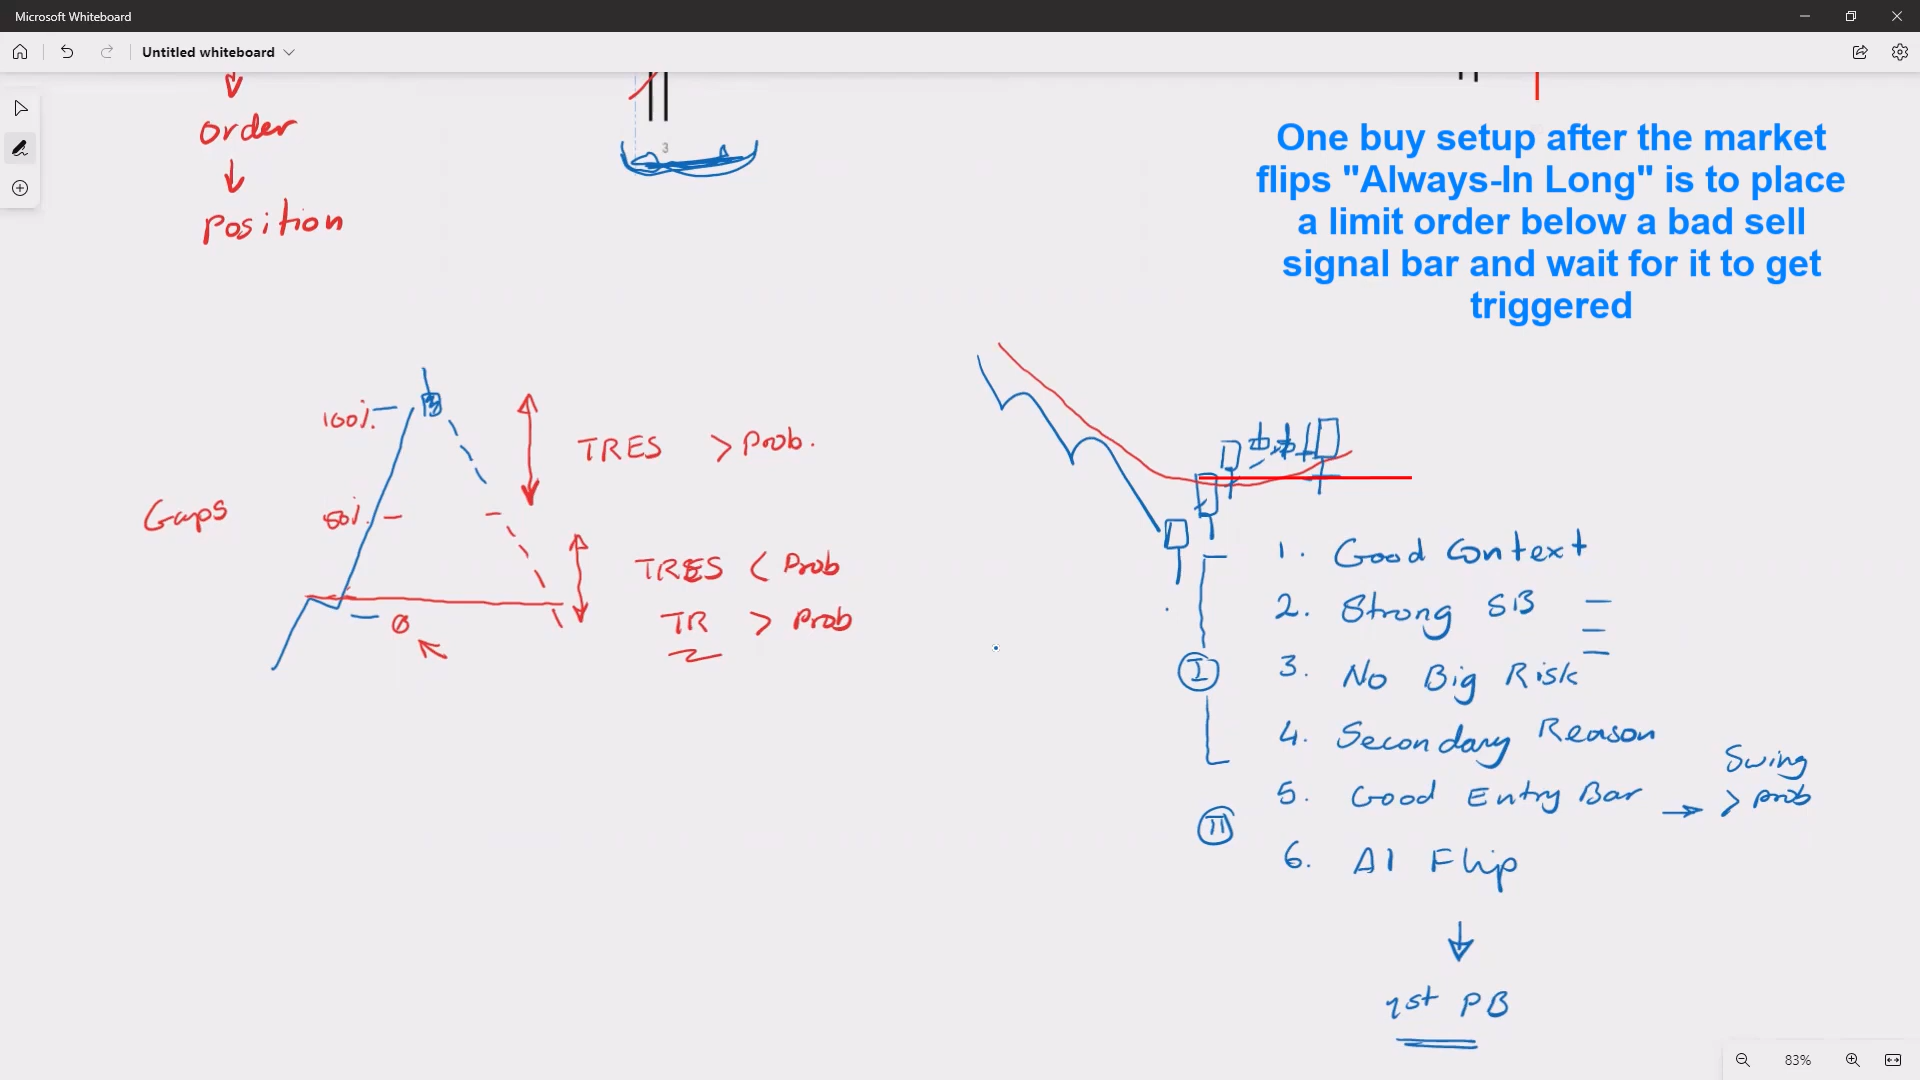 Microsoft Whiteboard
Untitled whiteboard
order
Position
3
One buy setup after the market
flips "Always-In Long" is to place
a limit order below a bad sell
signal bar and wait for it to get
triggered
100%.
TRES > Prob.
Gaps
50%.
TRES < Prob
0
TR > Prob
1. Good Context
2. Strong SB
3. No Big Risk
I
4. Secondary Reason
5. Good Entry Bar → Swing
> prob
II
6. AI Flip
1st PB
83%